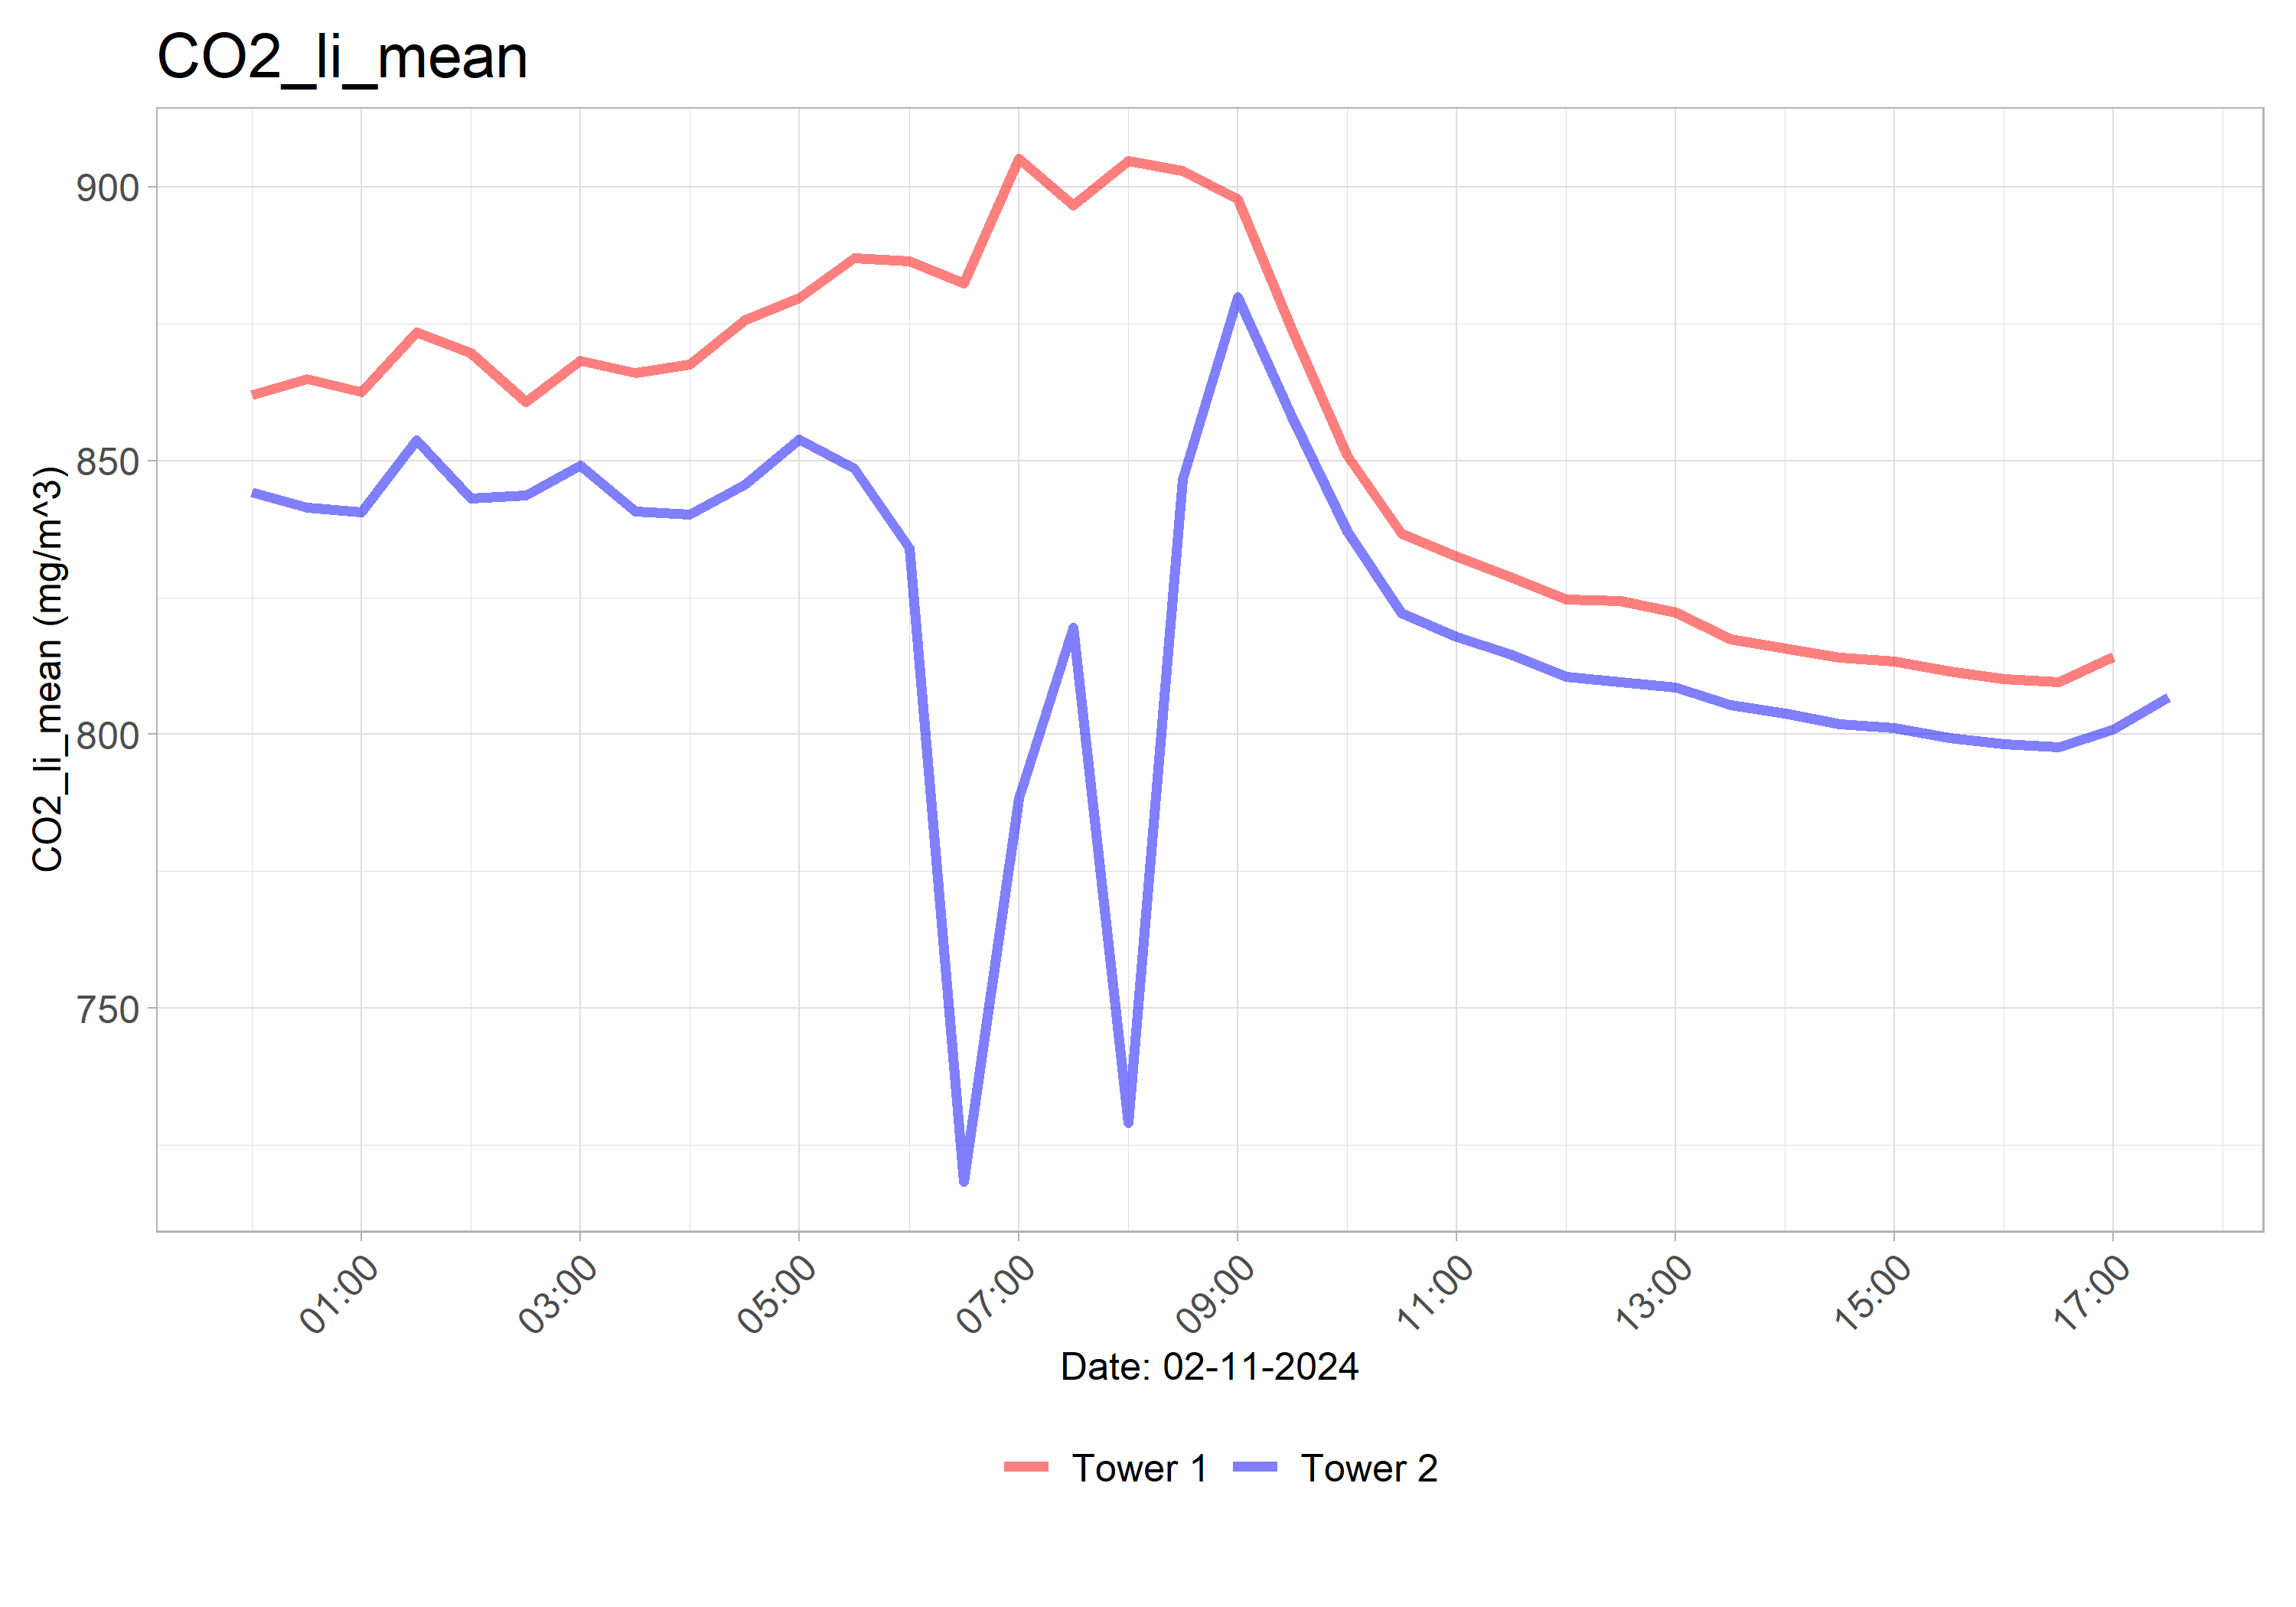 CO2_li_mean
CO2_li_mean (mg/m^3)
900
850
800
750
01:00
03:00
05:00
07:00
09:00
11:00
13:00
15:00
17:00
Date: 02-11-2024
Tower 1
Tower 2